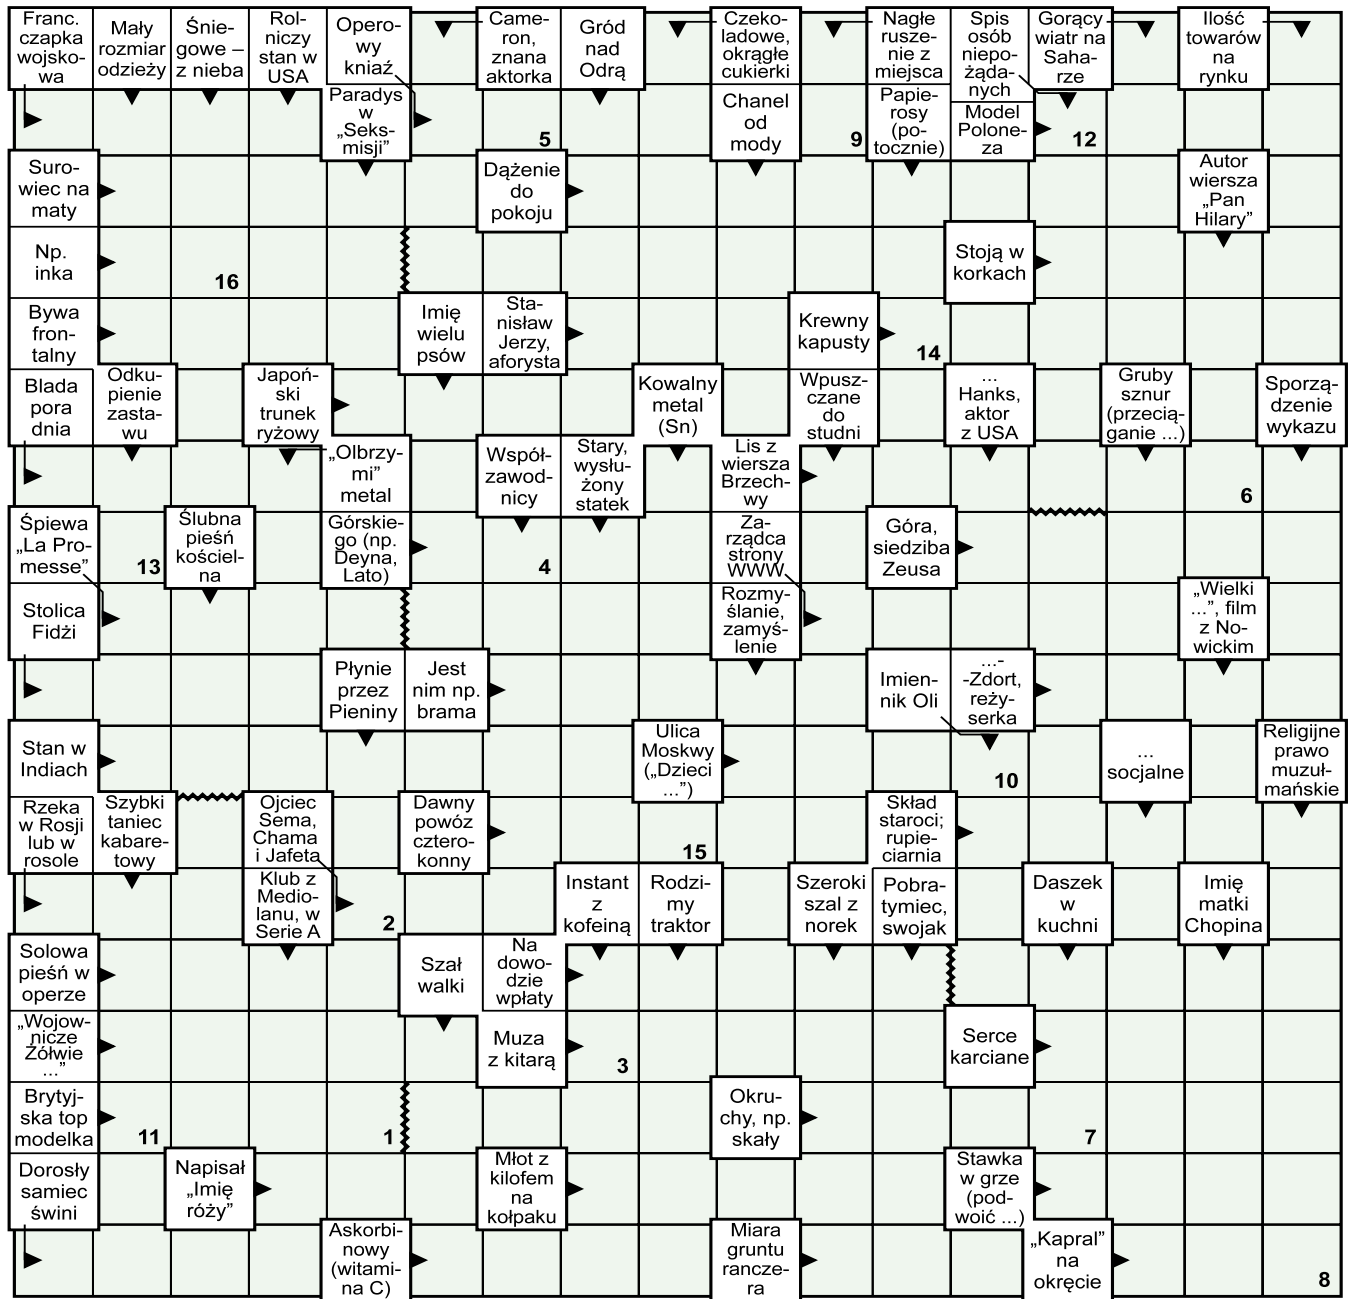 Franc.
czapka
wojsko-
wa
Mały
rozmiar
odzieży
Śnie-
gowe –
z nieba
Rol-
niczy
stan w
USA
Opero-
wy
kniaź
Came-
ron,
znana
aktorka
Gród
nad
Odrą
Czeko-
ladowe,
okrągłe
cukierki
Nagłe
rusze-
nie z
miejsca
Spis
osób
niepo-
żąda-
nych
Gorący
wiatr na
Saha-
rze
Ilość
towarów
na
rynku
Paradys
w
„Seks-
misji”
5
Chanel
od
mody
9
Papie-
rosy
(po-
tocznie)
Model
Polone-
za
12
Suro-
wiec na
maty
Dążenie
do
pokoju
Autor
wiersza
„Pan
Hilary”
Np.
inka
16
Stoją w
korkach
Bywa
fron-
talny
Imię
wielu
psów
Sta-
nisław
Jerzy,
aforysta
Krewny
kapusty
14
Blada
pora
dnia
Odku-
pienie
zasta-
wu
Japoń-
ski
trunek
ryżowy
Kowalny
metal
(Sn)
Wpusz-
czane
do
studni
...
Hanks,
aktor
z USA
Gruby
sznur
(przecią-
ganie ...)
Sporzą-
dzenie
wykazu
„Olbrzy-
mi”
metal
Współ-
zawod-
nicy
Stary,
wysłu-
żony
statek
Lis z
wiersza
Brzech-
wy
6
Śpiewa
„La Pro-
messe”
13
Ślubna
pieśń
kościel-
na
Górskie-
go (np.
Deyna,
Lato)
4
Za-
rządca
strony
WWW
Góra,
siedziba
Zeusa
Stolica
Fidżi
Rozmy-
ślanie,
zamyś-
lenie
„Wielki
...”, film
z No-
wickim
Płynie
przez
Pieniny
Jest
nim np.
brama
Imien-
nik Oli
...-
-Zdort,
reży-
serka
Stan w
Indiach
Ulica
Moskwy
(„Dzieci
...”)
10
...
socjalne
Religijne
prawo
muzuł-
mańskie
Rzeka
w Rosji
lub w
rosole
Szybki
taniec
kabare-
towy
Ojciec
Sema,
Chama
i Jafeta
Dawny
powóz
cztero-
konny
15
Skład
staroci;
rupie-
ciarnia
Klub z
Medio-
lanu, w
Serie A
2
Instant
z
kofeiną
Rodzi-
my
traktor
Szeroki
szal z
norek
Pobra-
tymiec,
swojak
Daszek
w
kuchni
Imię
matki
Chopina
Solowa
pieśń w
operze
Szał
walki
Na
dowo-
dzie
wpłaty
„Wojow-
nicze
Żółwie
...”
Muza
z kitarą
3
Serce
karciane
Brytyj-
ska top
modelka
11
1
Okru-
chy, np.
skały
7
Dorosły
samiec
świni
Napisał
„Imię
róży”
Młot z
kilofem
na
kołpaku
Stawka
w grze
(pod-
woić ...)
Askorbi-
nowy
(witami-
na C)
Miara
gruntu
rancze-
ra
„Kapral”
na
okręcie
8